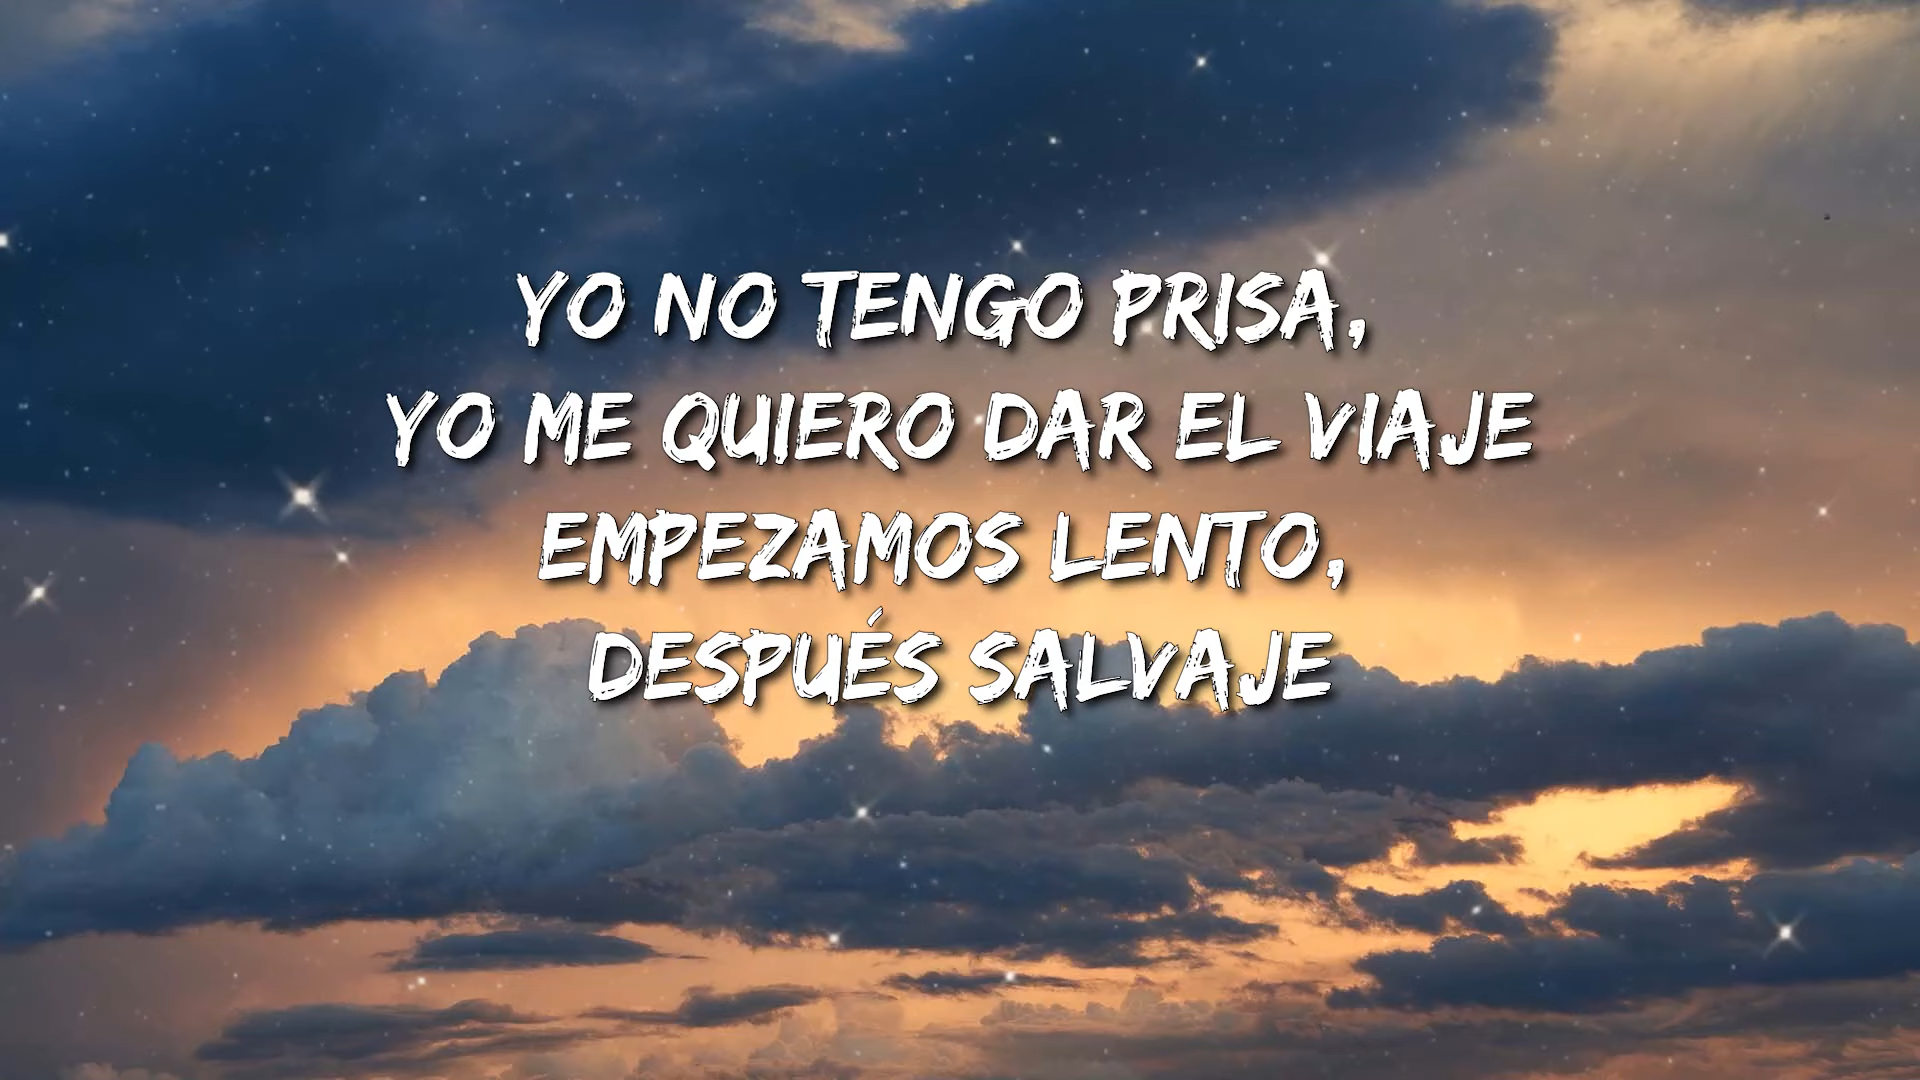 YO NO TENGO PRISA,
YO ME QUIERO DAR EL VIAJE
EMPEZAMOS LENTO,
DESPUÉS SALVAJE